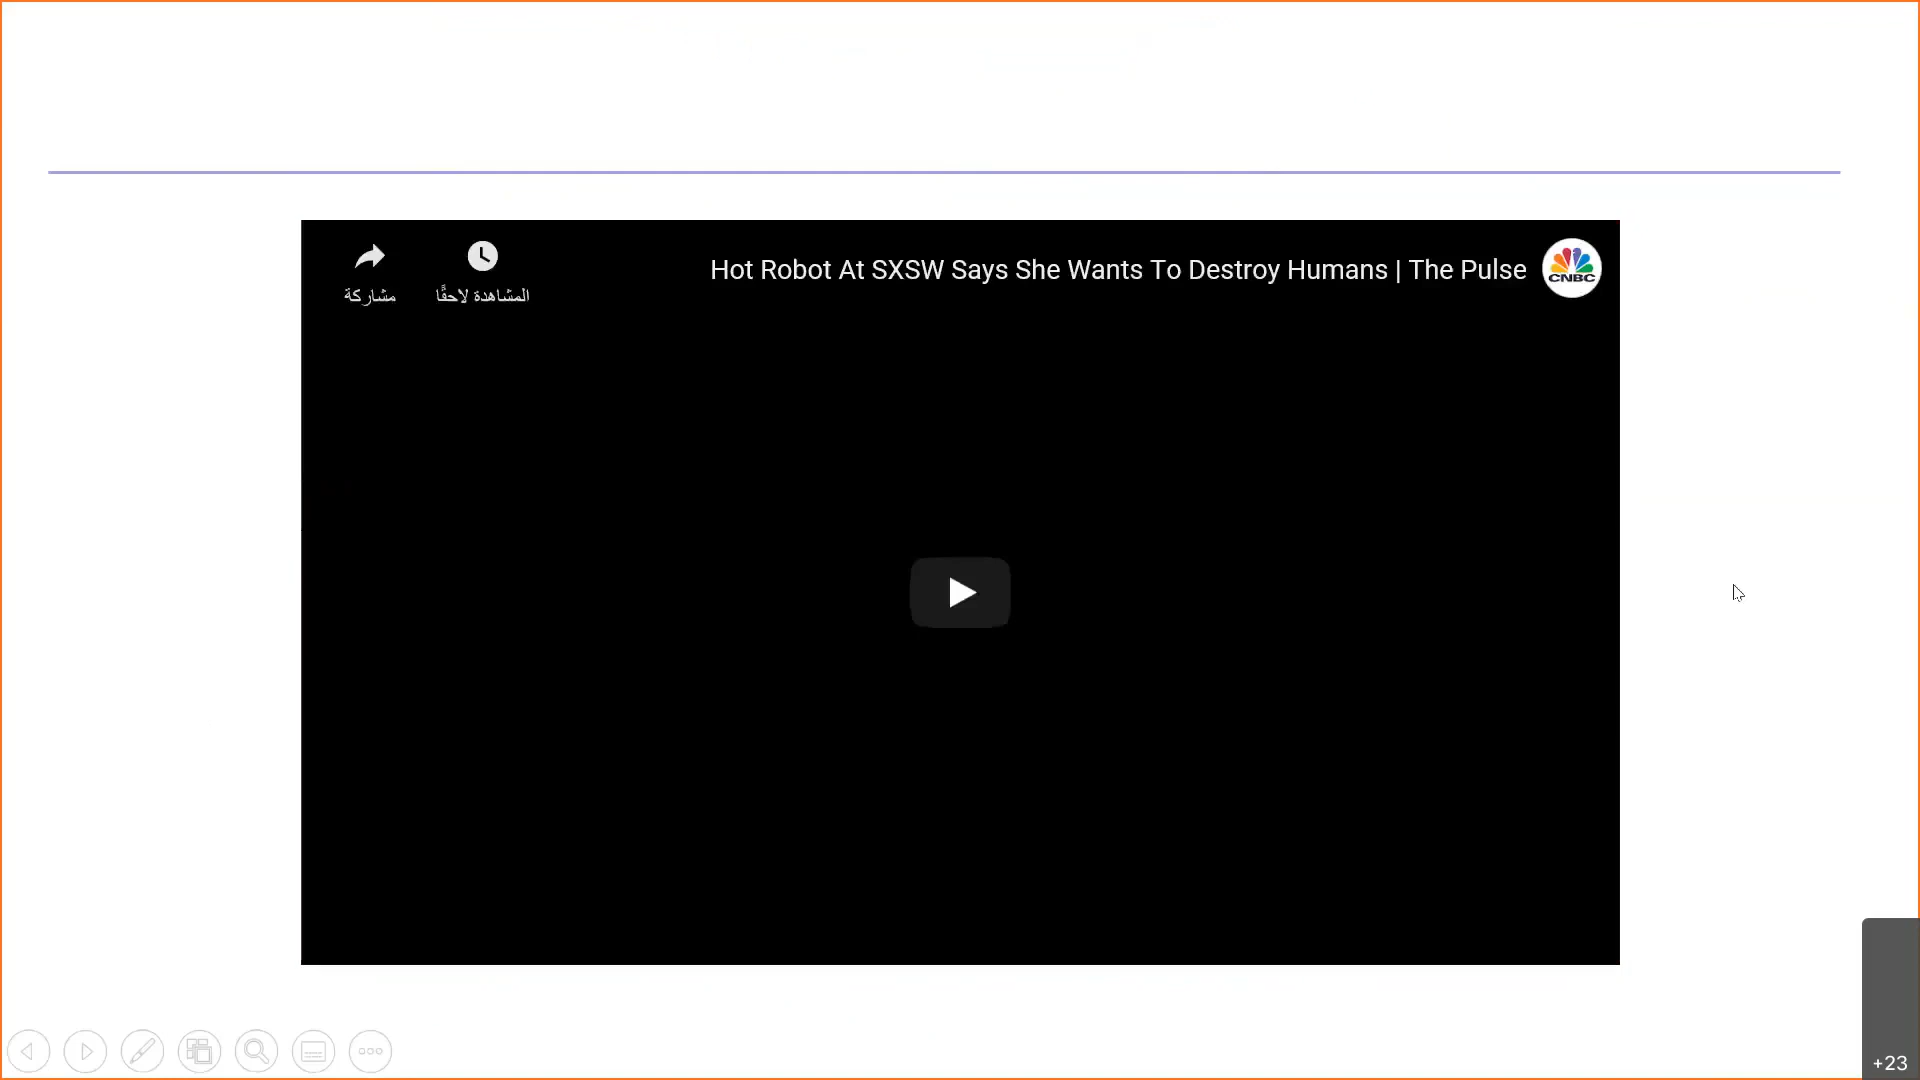 Hot Robot At SXSW Says She Wants To Destroy Humans | The Pulse
CNBC
المشاهدة لاحقًا
مشاركة
+23